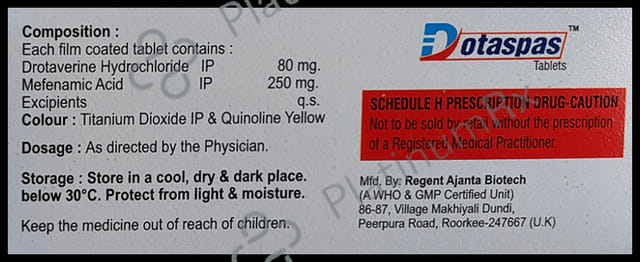 Composition :
Each film coated tablet contains :
Drotaverine Hydrochloride IP 80 mg.
Mefenamic Acid IP 250 mg.
Excipients q.s.
Colour : Titanium Dioxide IP & Quinoline Yellow
Dosage : As directed by the Physician.
Storage : Store in a cool, dry & dark place.
below 30°C. Protect from light & moisture.
Keep the medicine out of reach of children.
Dotaspas™
Tablets
SCHEDULE H PRESCRIPTION DRUG-CAUTION
Not to be sold by retail without the prescription
of a Registered Medical Practitioner.
Mfd. By: Regent Ajanta Biotech
(A WHO & GMP Certified Unit)
86-87, Village Makhiyali Dundi,
Peerpura Road, Roorkee-247667 (U.K)
PlatinumRx